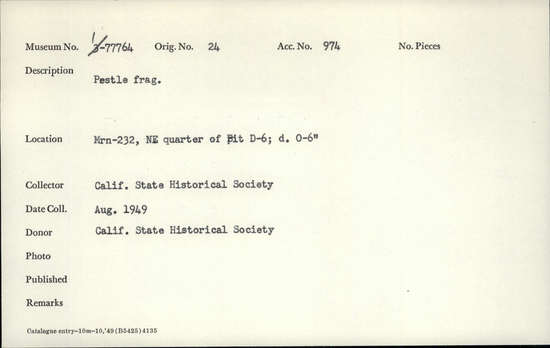 Museum No. 1/2-77764 Orig. No. 24 Acc. No. 974 No. Pieces
Description Pestle frag.
Location Mrn-232, NE quarter of Pit D-6; d. 0-6"
Collector Calif. State Historical Society
Date Coll. Aug. 1949
Donor Calif. State Historical Society
Photo
Published
Remarks
Catalogue entry-10m-10,'49 (B5425) 4135